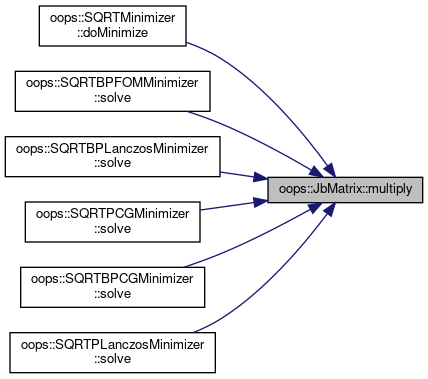 oops::SQRTMinimizer
::doMinimize
oops::SQRTBPFOMMinimizer
::solve
oops::SQRTBPLanczosMinimizer
::solve
oops::JbMatrix::multiply
oops::SQRTPCGMinimizer
::solve
oops::SQRTBPCGMinimizer
::solve
oops::SQRTPLanczosMinimizer
::solve